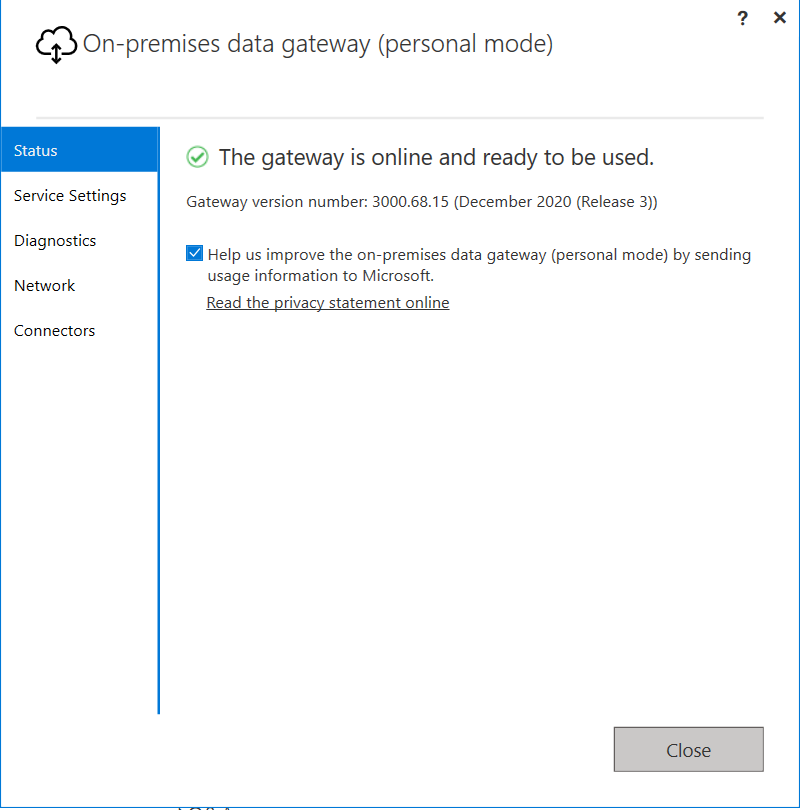 ? ×
On-premises data gateway (personal mode)
Status
Service Settings
Diagnostics
Network
Connectors
The gateway is online and ready to be used.
Gateway version number: 3000.68.15 (December 2020 (Release 3))
Help us improve the on-premises data gateway (personal mode) by sending
usage information to Microsoft.
Read the privacy statement online
Close